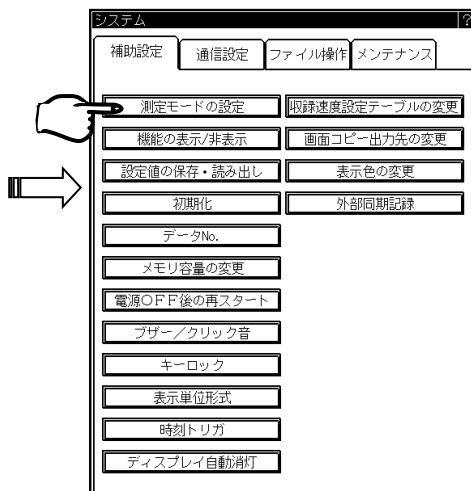 システム ?
補助設定 通信設定 ファイル操作 メンテナンス
測定モードの設定 収録速度設定テーブルの変更
機能の表示/非表示 画面コピー出力先の変更
設定値の保存・読み出し 表示色の変更
初期化 外部同期記録
データNo.
メモリ容量の変更
電源OFF後の再スタート
ブザー/クリック音
キーロック
表示単位形式
時刻トリガ
ディスプレイ自動消灯